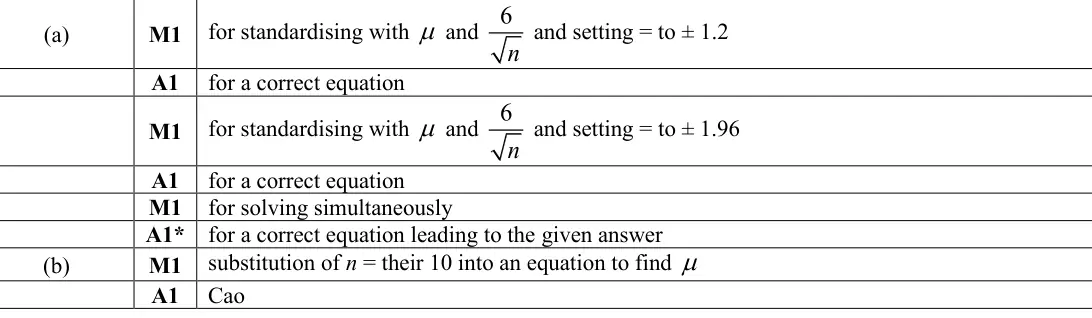 (a) M1 for standardising with μ and 6/√n and setting = to ± 1.2
A1 for a correct equation
M1 for standardising with μ and 6/√n and setting = to ± 1.96
A1 for a correct equation
M1 for solving simultaneously
A1* for a correct equation leading to the given answer
(b) M1 substitution of n = their 10 into an equation to find μ
A1 Cao